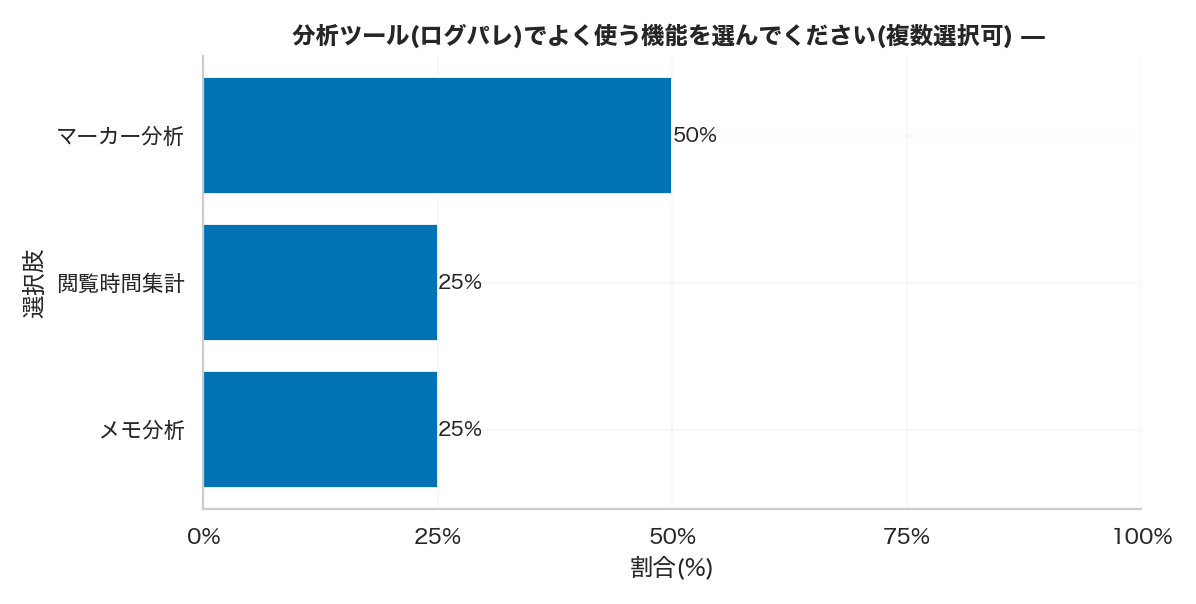 分析ツール(ログパレ)でよく使う機能を選んでください(複数選択可) —
選択肢
マーカー分析
50%
閲覧時間集計
25%
メモ分析
25%
0% 25% 50% 75% 100%
割合(%)